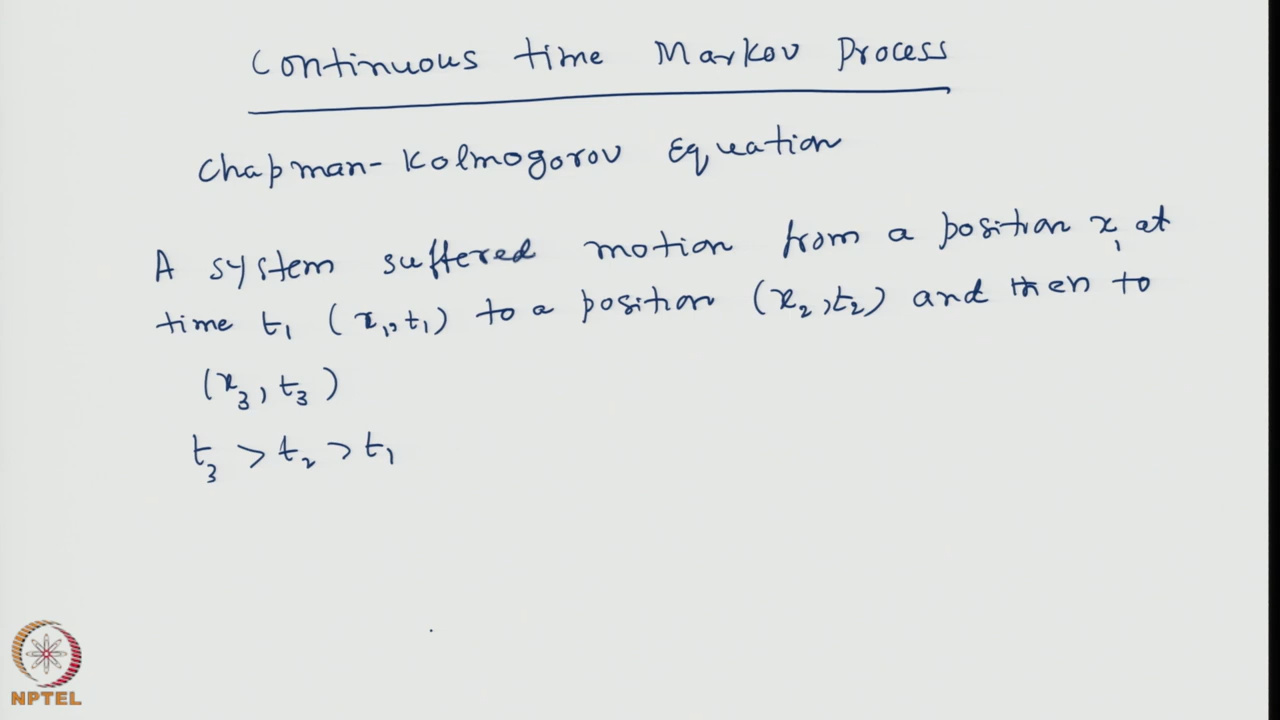 Continuous time Markov Process
Chapman-Kolmogorov Equation
A system suffered motion from a position x₁ at
time t₁ (x₁, t₁) to a position (x₂, t₂) and then to
(x₃, t₃)
t₃ > t₂ > t₁
NPTEL